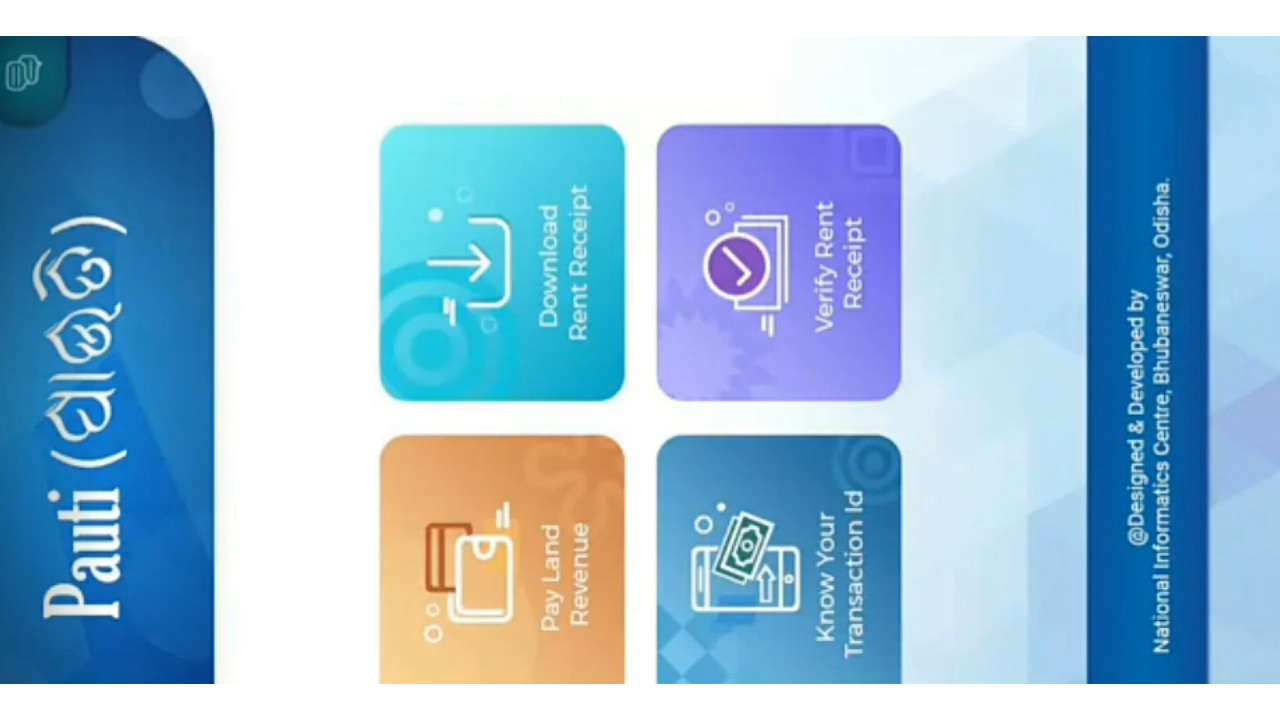 Pauti (ପାଉତି)
Pay Land
Revenue
Download
Rent Receipt
Know Your
Transaction Id
Verify Rent
Receipt
@Designed & Developed by
National Informatics Centre, Bhubaneswar, Odisha.